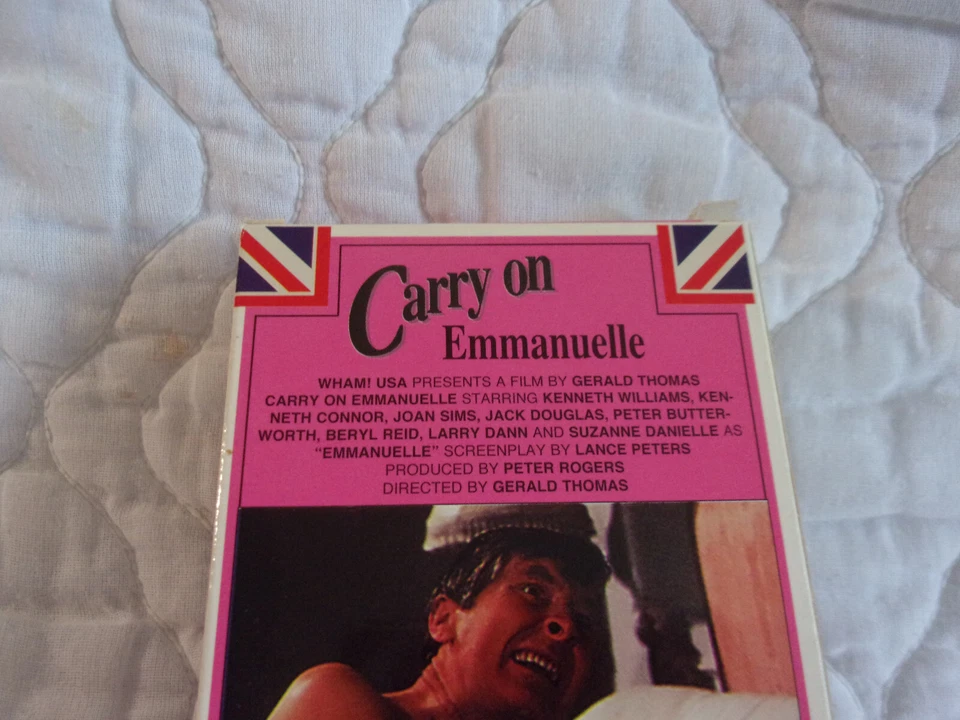 Carry on
Emmanuelle
WHAM! USA PRESENTS A FILM BY GERALD THOMAS
CARRY ON EMMANUELLE STARRING KENNETH WILLIAMS, KEN-
NETH CONNOR, JOAN SIMS, JACK DOUGLAS, PETER BUTTER-
WORTH, BERYL REID, LARRY DANN AND SUZANNE DANIELLE AS
“EMMANUELLE” SCREENPLAY BY LANCE PETERS
PRODUCED BY PETER ROGERS
DIRECTED BY GERALD THOMAS